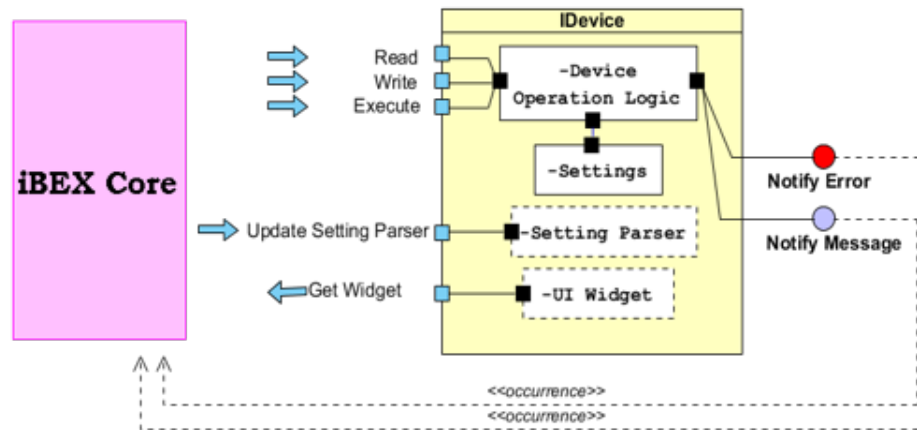 IDevice
iBEX Core
Read
Write
Execute
-Device
Operation Logic
-Settings
Notify Error
Update Setting Parser
-Setting Parser
Notify Message
Get Widget
-UI Widget
<<occurrence>>
<<occurrence>>